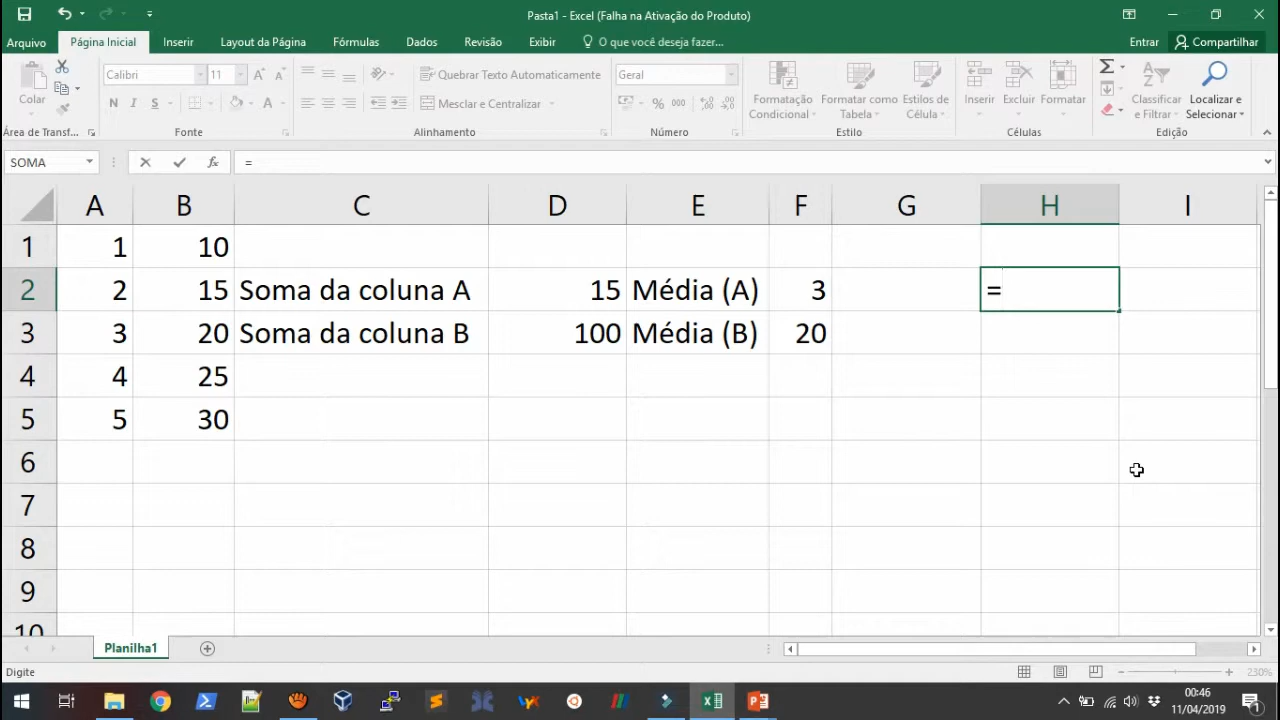 Pasta1 - Excel (Falha na Ativação do Produto)
Arquivo Página Inicial Inserir Layout da Página Fórmulas Dados Revisão Exibir O que você deseja fazer... Entrar Compartilhar
Colar
Calibri 11
N I S A
Quebrar Texto Automaticamente
Mesclar e Centralizar
Geral
% 000
Formatação Condicional
Formatar como Tabela
Estilos de Célula
Inserir Excluir Formatar
Classificar e Filtrar
Localizar e Selecionar
Área de Transf... Fonte Alinhamento Número Estilo Células Edição
SOMA fx =
A B C D E F G H I
1 1 10
2 2 15 Soma da coluna A 15 Média (A) 3 =
3 3 20 Soma da coluna B 100 Média (B) 20
4 4 25
5 5 30
6
7
8
9
10
Planilha1
Digite 230%
00:46
11/04/2019